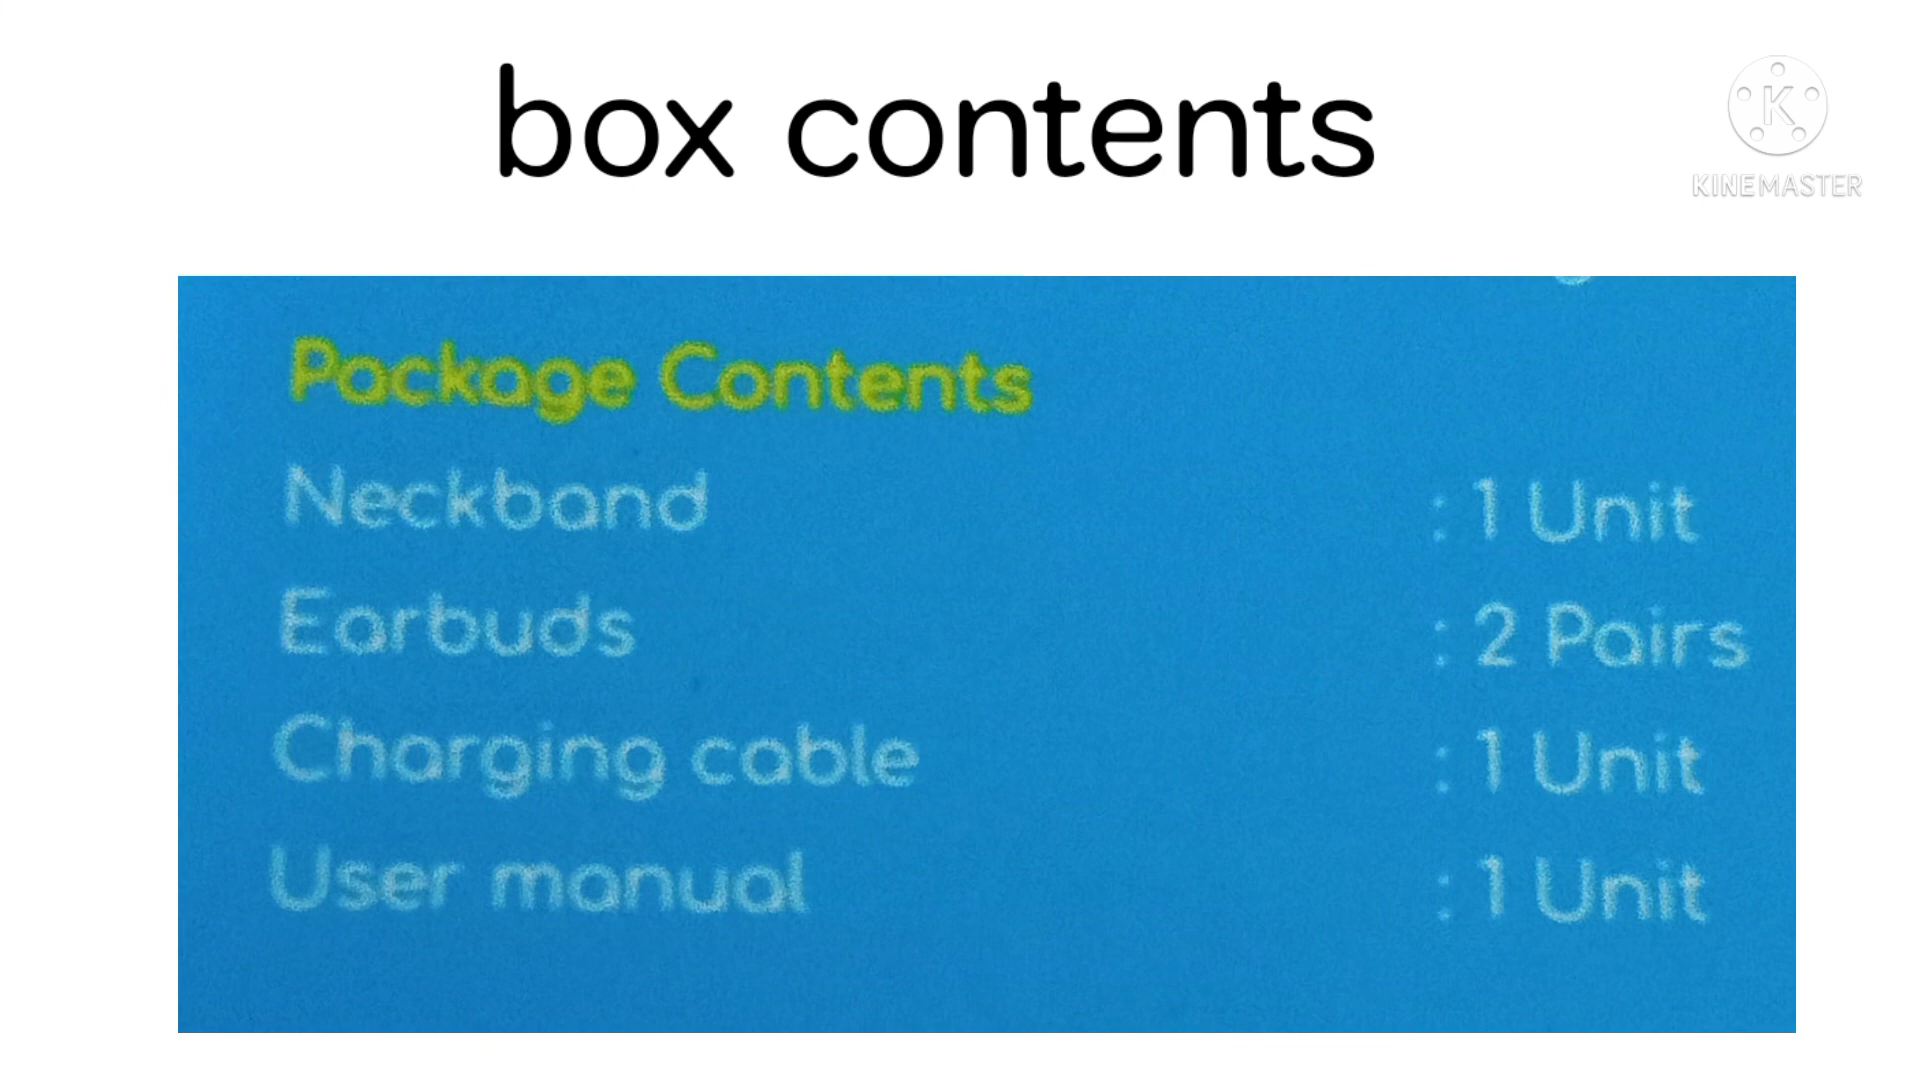 box contents
K
KINEMASTER
Package Contents
Neckband : 1 Unit
Earbuds : 2 Pairs
Charging cable : 1 Unit
User manual : 1 Unit